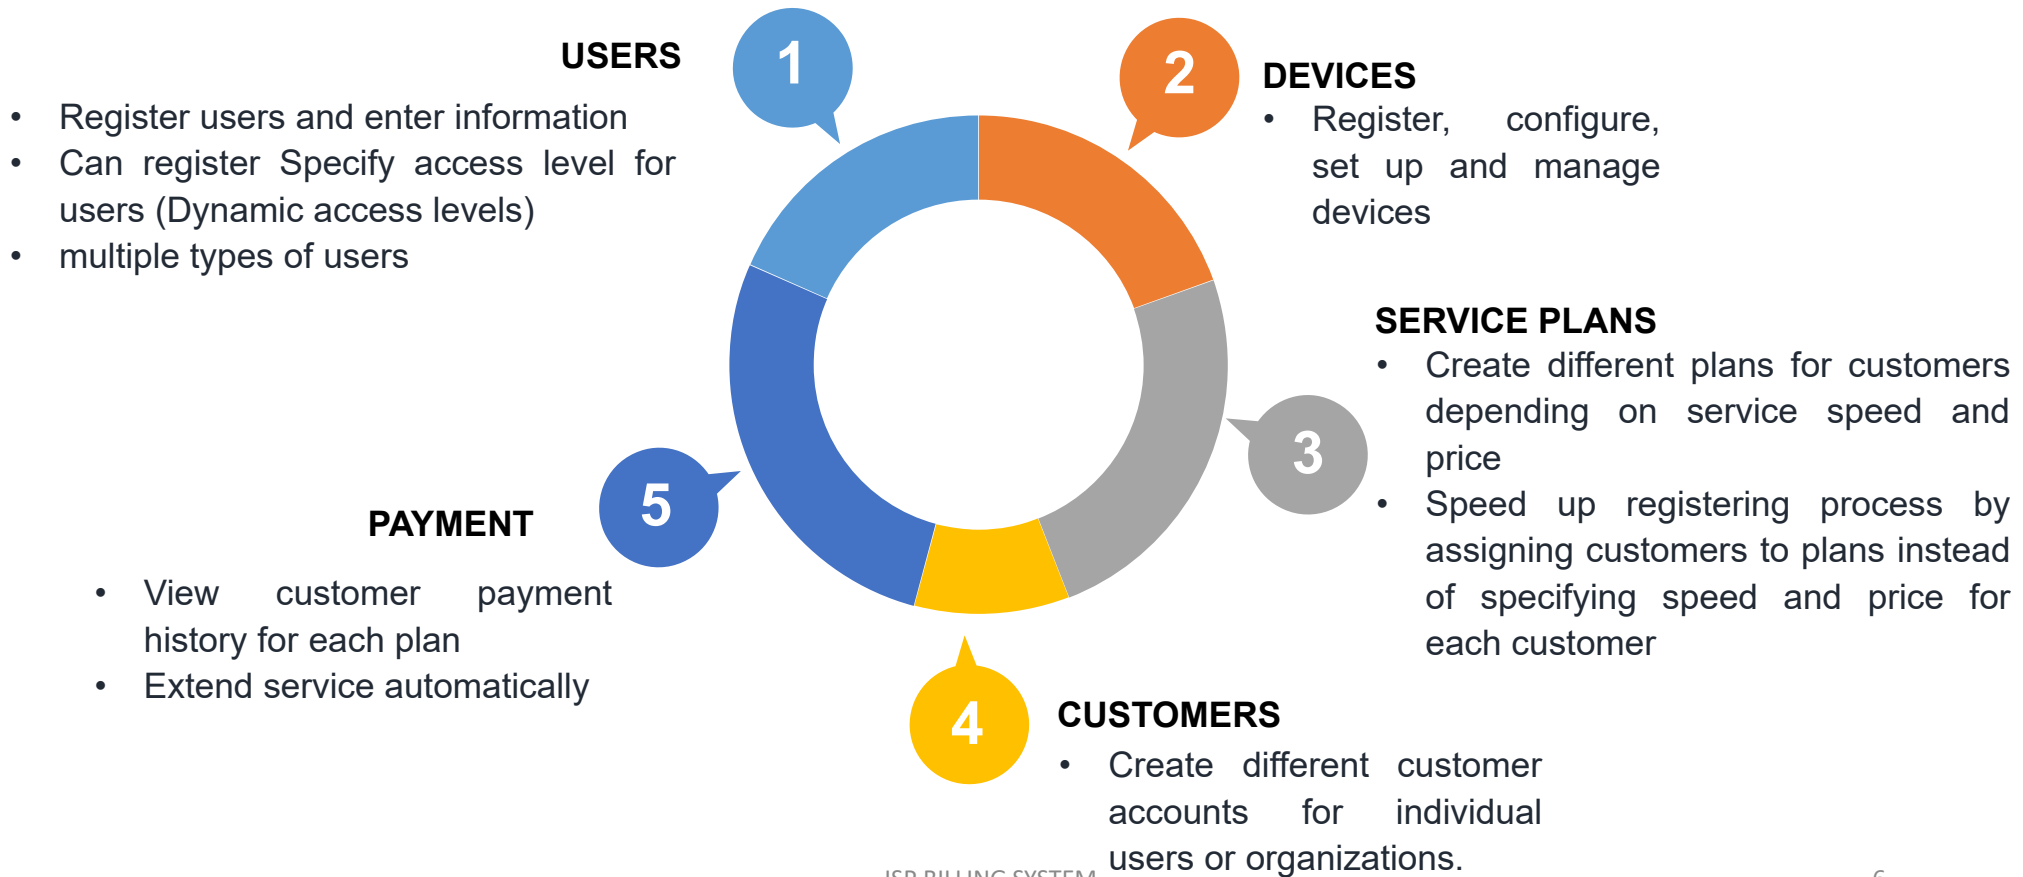 1
USERS
• Register users and enter information
• Can register Specify access level for
users (Dynamic access levels)
• multiple types of users
2
DEVICES
• Register, configure,
set up and manage
devices
3
SERVICE PLANS
• Create different plans for customers
depending on service speed and
price
• Speed up registering process by
assigning customers to plans instead
of specifying speed and price for
each customer
4
CUSTOMERS
• Create different customer
accounts for individual
users or organizations.
5
PAYMENT
• View customer payment
history for each plan
• Extend service automatically
ISP BILLING SYSTEM
6